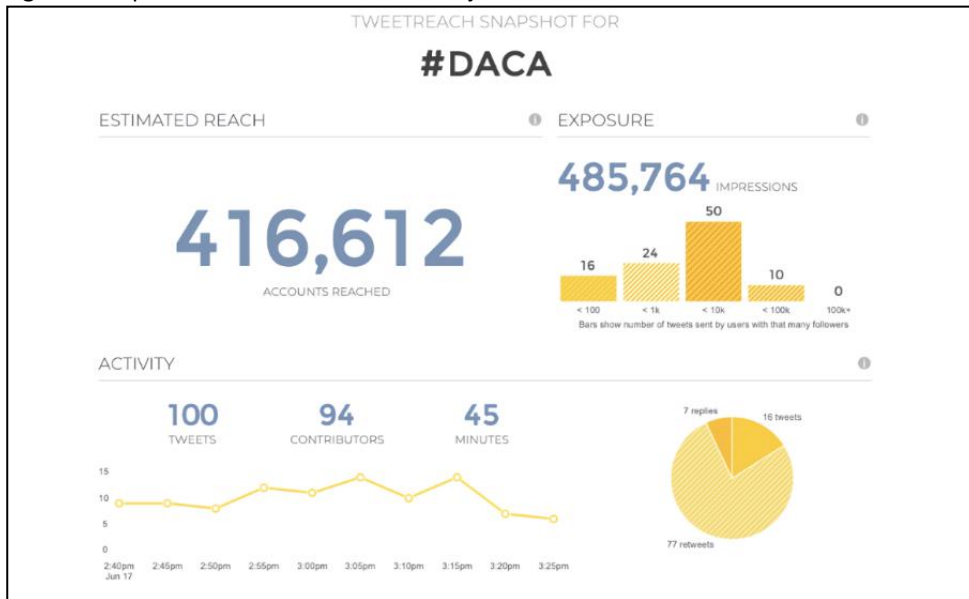 TWEETREACH SNAPSHOT FOR
#DACA
ESTIMATED REACH
416,612
ACCOUNTS REACHED
EXPOSURE
485,764 IMPRESSIONS
16
24
50
10
0
< 100
< 1k
< 10k
< 100k
100k+
Bars show number of tweets sent by users with that many followers
ACTIVITY
100
TWEETS
94
CONTRIBUTORS
45
MINUTES
15
10
5
0
2:40pm
Jun 17
2:45pm
2:50pm
2:55pm
3:00pm
3:05pm
3:10pm
3:15pm
3:20pm
3:25pm
7 replies
16 tweets
77 retweets